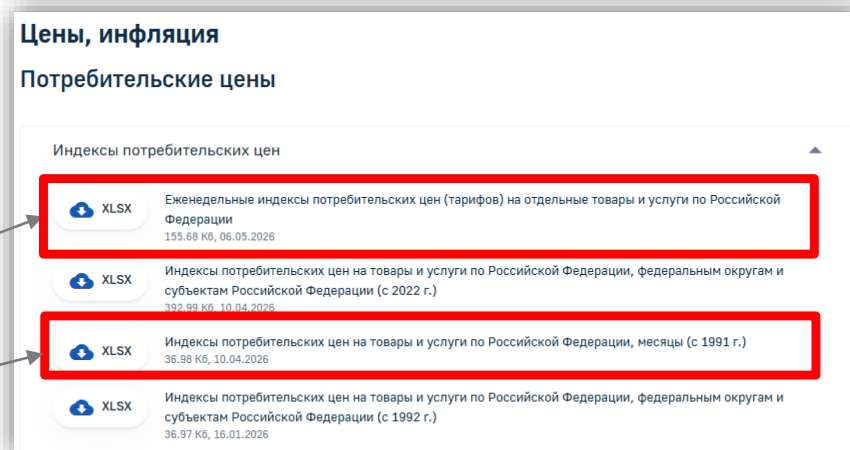 Цены, инфляция
Потребительские цены
Индексы потребительских цен
XLSX
Еженедельные индексы потребительских цен (тарифов) на отдельные товары и услуги по Российской
Федерации
155.68 Кб, 06.05.2026
XLSX
Индексы потребительских цен на товары и услуги по Российской Федерации, федеральным округам и
субъектам Российской Федерации (с 2022 г.)
392.99 Кб, 10.04.2026
XLSX
Индексы потребительских цен на товары и услуги по Российской Федерации, месяцы (с 1991 г.)
36.98 Кб, 10.04.2026
XLSX
Индексы потребительских цен на товары и услуги по Российской Федерации, федеральным округам и
субъектам Российской Федерации (с 1992 г.)
36.97 Кб, 16.01.2026